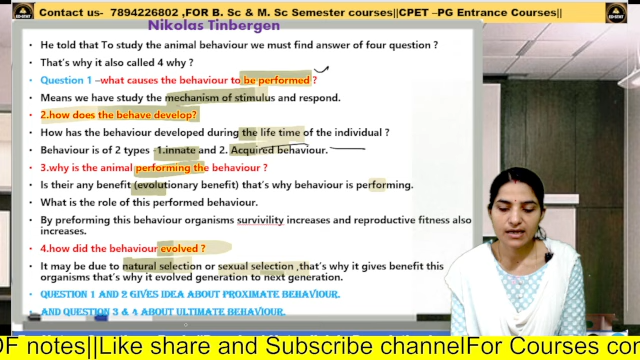 Contact us- 7894226802 ,FOR B. Sc & M. Sc Semester courses||CPET –PG Entrance Courses||
Nikolas Tinbergen
• He told that To study the animal behaviour we must find answer of four question ?
• That's why it also called 4 why ?
• Question 1 –what causes the behaviour to be performed ?
• Means we have study the mechanism of stimulus and respond.
• 2.how does the behave develop?
• How has the behaviour developed during the life time of the individual ?
• Behaviour is of 2 types -1.innate and 2. Acquired behaviour.
• 3.why is the animal performing the behaviour ?
• Is their any benefit (evolutionary benefit) that's why behaviour is performing.
• What is the role of this performed behaviour.
• By preforming this behaviour organisms survivility increases and reproductive fitness also
increases.
• 4.how did the behaviour evolved ?
• It may be due to natural selection or sexual selection ,that's why it gives benefit this
organisms that's why it evolved generation to next generation.
• QUESTION 1 AND 2 GIVES IDEA ABOUT PROXIMATE BEHAVIOUR.
• AND QUESTION 3 & 4 ABOUT ULTIMATE BEHAVIOUR.
DF notes||Like share and Subscribe channelFor Courses con